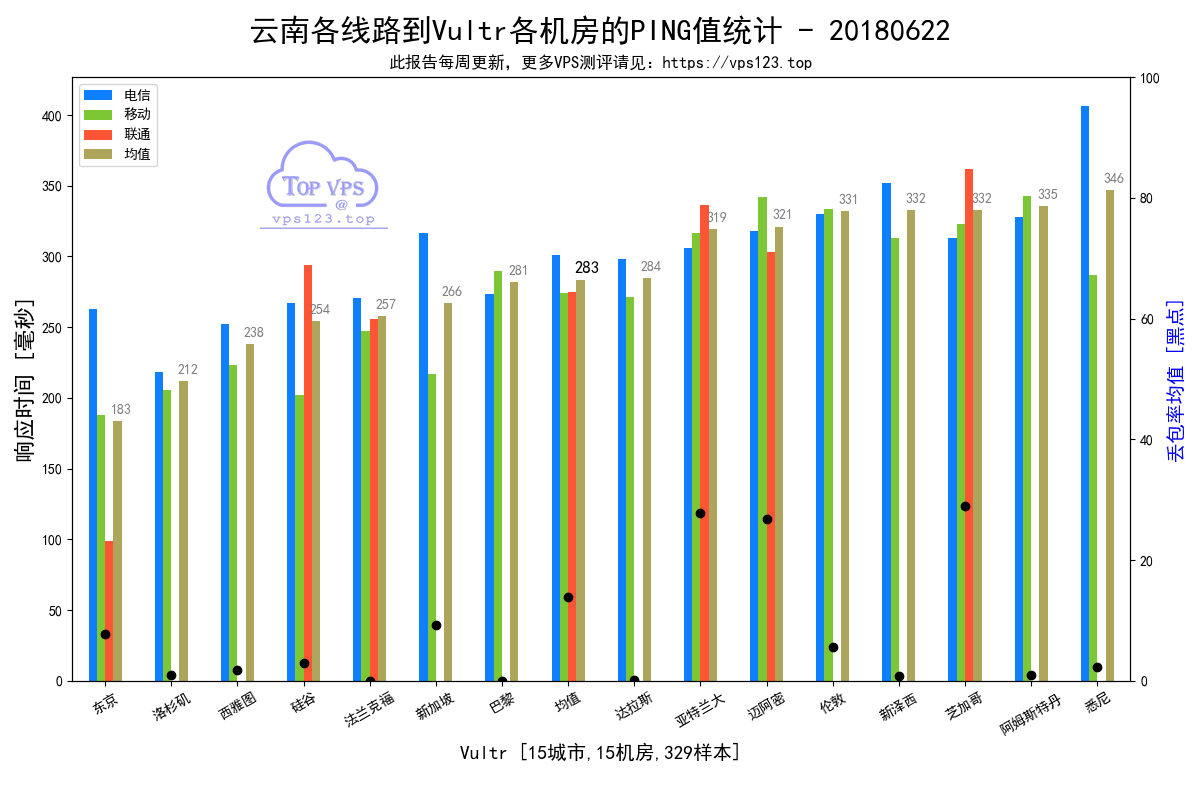 云南各线路到Vultr各机房的PING值统计 - 20180622
此报告每周更新，更多VPS测评请见：https://vps123.top
电信
移动
联通
均值
TOP VPS
@
vps123.top
响应时间 [毫秒]
400
350
300
250
200
150
100
50
0
183
212
238
254
257
266
281
283
284
319
321
331
332
332
335
346
100
80
60
40
20
0
丢包率均值 [黑点]
东京
洛杉矶
西雅图
硅谷
法兰克福
新加坡
巴黎
均值
达拉斯
亚特兰大
迈阿密
伦敦
新泽西
芝加哥
阿姆斯特丹
悉尼
Vultr [15城市,15机房,329样本]